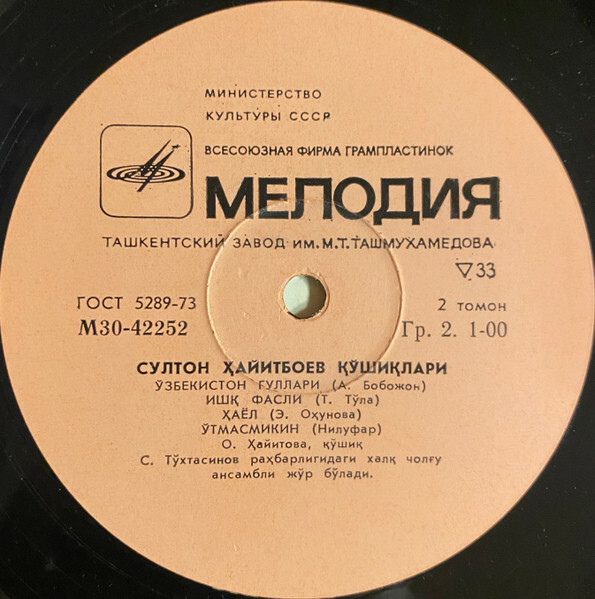 МИНИСТЕРСТВО
КУЛЬТУРЫ СССР
ВСЕСОЮЗНАЯ ФИРМА ГРАМПЛАСТИНОК
МЕЛОДИЯ
ТАШКЕНТСКИЙ ЗАВОД ИМ. М.Т. ТАШМУХАМЕДОВА
▽33
ГОСТ 5289-73
2 томон
М30-42252
Гр. 2. 1-00
СУЛТОН ҲАЙИТБОЕВ ҚЎШИҚЛАРИ
ЎЗБЕКИСТОН ГУЛЛАРИ (А. Бобожон)
ИШҚ ФАСЛИ (Т. Тўла)
ҲАЁЛ (Э. Охунова)
ЎТМАСМИКИН (Нилуфар)
О. Ҳайитова, қўшиқ
С. Тўхтасинов раҳбарлигидаги халқ чолғу
ансамбли жўр бўлади.